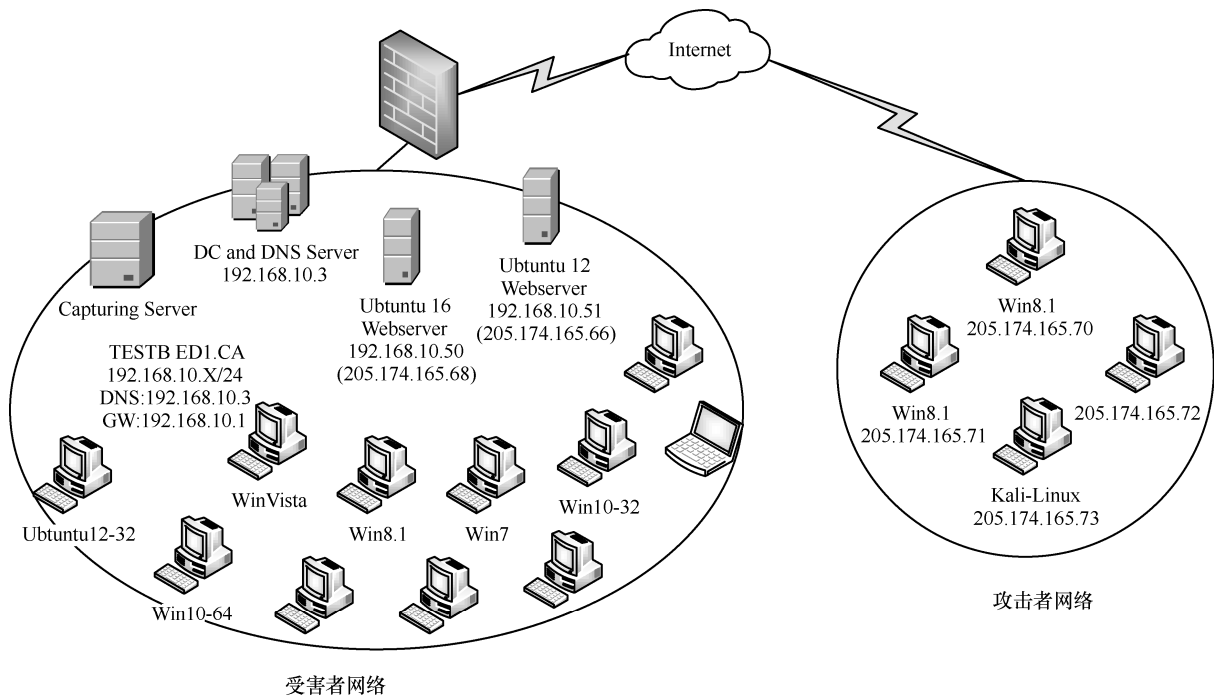 Internet
DC and DNS Server
192.168.10.3
Capturing Server
Ubtuntu 16
Webserver
192.168.10.50
(205.174.165.68)
Ubtuntu 12
Webserver
192.168.10.51
(205.174.165.66)
TESTB ED1.CA
192.168.10.X/24
DNS:192.168.10.3
GW:192.168.10.1
Ubtuntu12-32
WinVista
Win8.1
Win7
Win10-32
Win10-64
受害者网络
Win8.1
205.174.165.70
Win8.1
205.174.165.71
205.174.165.72
Kali-Linux
205.174.165.73
攻击者网络